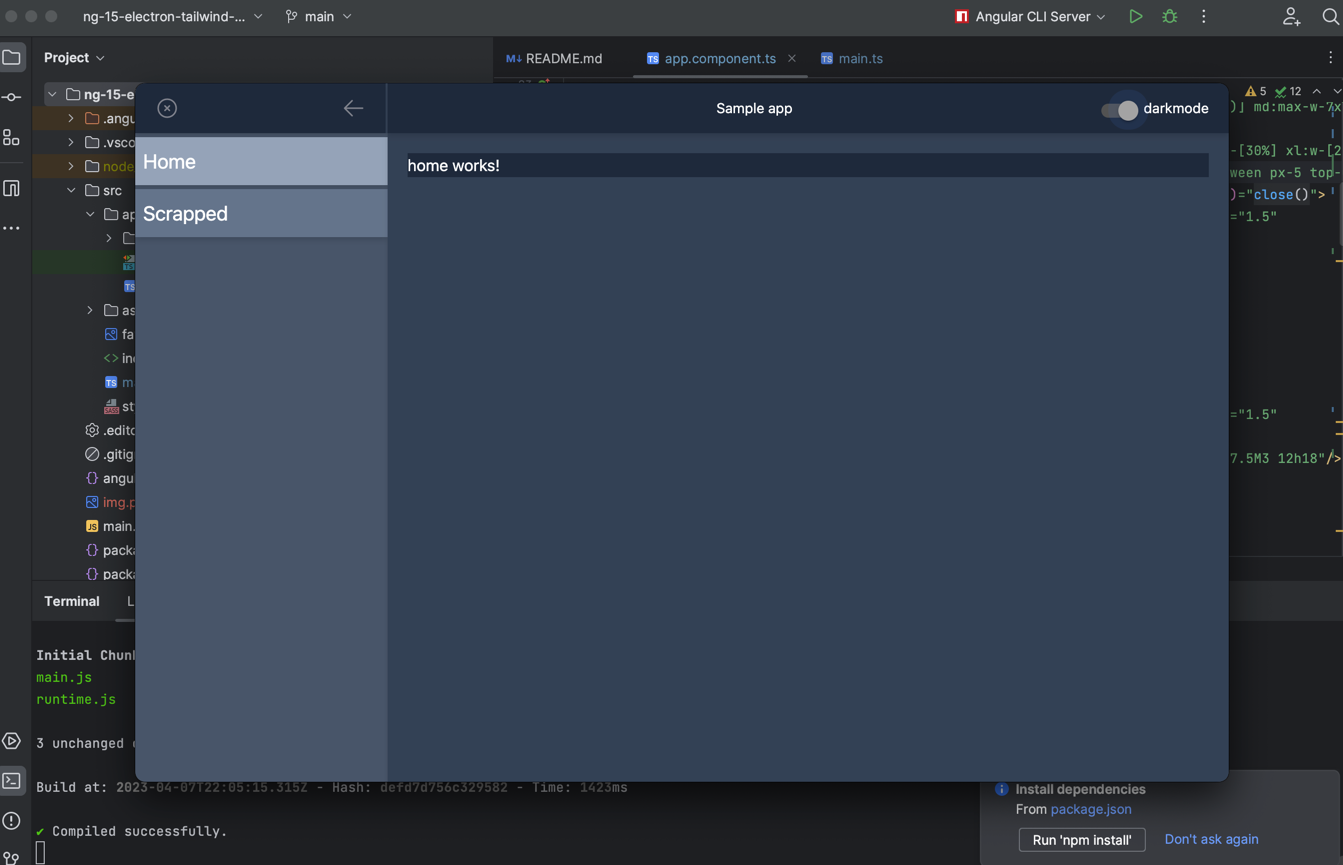 ng-15-electron-tailwind-...
main
Angular CLI Server
Project
README.md
app.component.ts
main.ts
ng-15-e
5
12
.angu
)] md:max-w-7x
.vsco
-[30%] xl:w-[2
node
ween px-5 top-
src
)="close()">
ap
="1.5"
as
fa
ind
m
st
="1.5"
.edito
.gitig
7.5M3 12h18"/>
angu
img.p
main.
packa
packa
Sample app
darkmode
Home
home works!
Scrapped
Terminal
L
Initial Chunk
main.js
runtime.js
3 unchanged c
Build at: 2023-04-07T22:05:15.315Z - Hash: defd7d756c329582 - Time: 1423ms
✔ Compiled successfully.
Install dependencies
From package.json
Run 'npm install'
Don't ask again